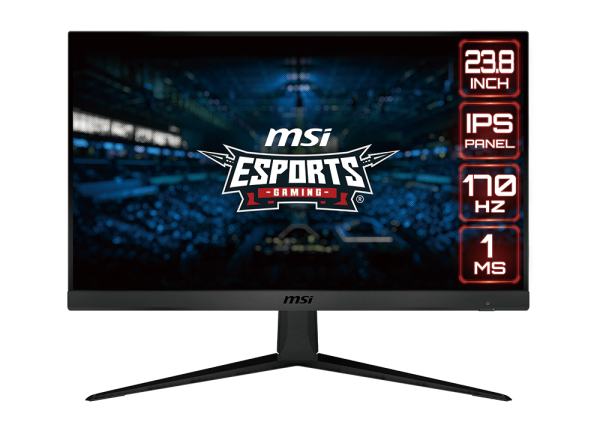 msi
ESPORTS
GAMING
®
23.8
INCH
IPS
PANEL
170
HZ
1
MS
msi